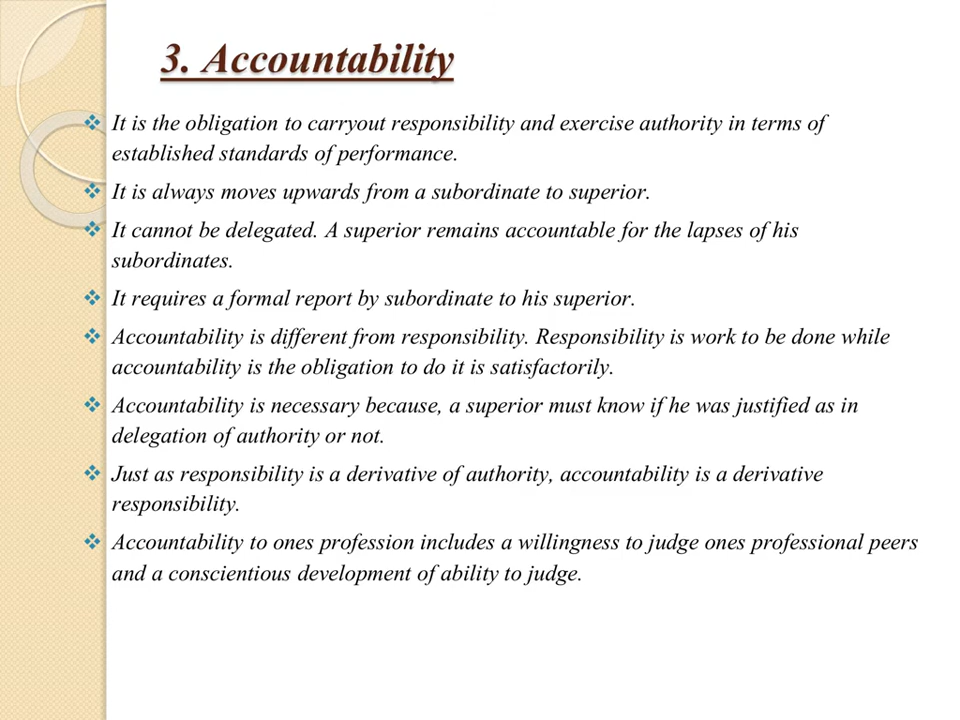 3. Accountability
It is the obligation to carryout responsibility and exercise authority in terms of
established standards of performance.
It is always moves upwards from a subordinate to superior.
It cannot be delegated. A superior remains accountable for the lapses of his
subordinates.
It requires a formal report by subordinate to his superior.
Accountability is different from responsibility. Responsibility is work to be done while
accountability is the obligation to do it is satisfactorily.
Accountability is necessary because, a superior must know if he was justified as in
delegation of authority or not.
Just as responsibility is a derivative of authority, accountability is a derivative
responsibility.
Accountability to ones profession includes a willingness to judge ones professional peers
and a conscientious development of ability to judge.